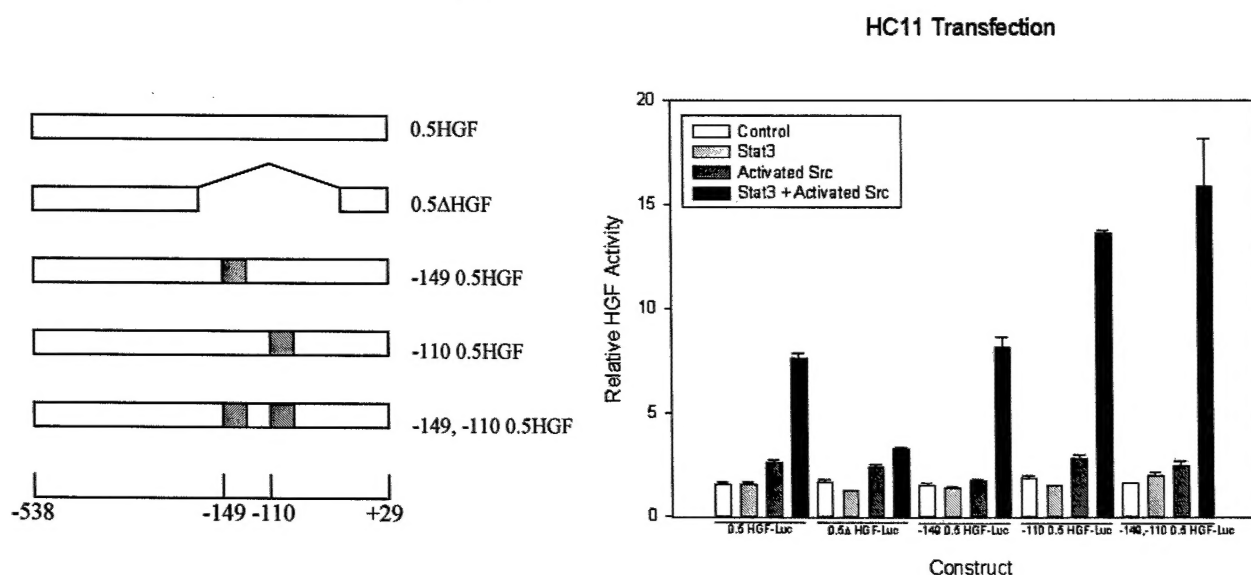 HC11 Transfection
0.5HGF
0.5ΔHGF
-149 0.5HGF
-110 0.5HGF
-149, -110 0.5HGF
-538
-149
-110
+29
Relative HGF Activity
20
15
10
5
0
Control
Stat3
Activated Src
Stat3 + Activated Src
0.5 HGF-Luc
0.5Δ HGF-Luc
-149 0.5 HGF-Luc
-110 0.5 HGF-Luc
-149,-110 0.5 HGF-Luc
Construct